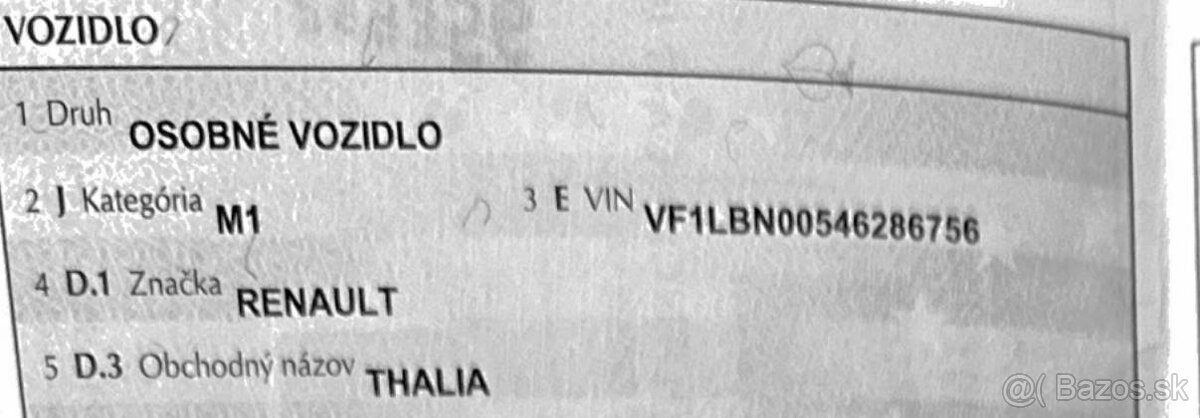 VOZIDLO
1 Druh OSOBNÉ VOZIDLO
2 J Kategória M1 3 E VIN VF1LBN00546286756
4 D.1 Značka RENAULT
5 D.3 Obchodný názov THALIA
@( Bazos.sk